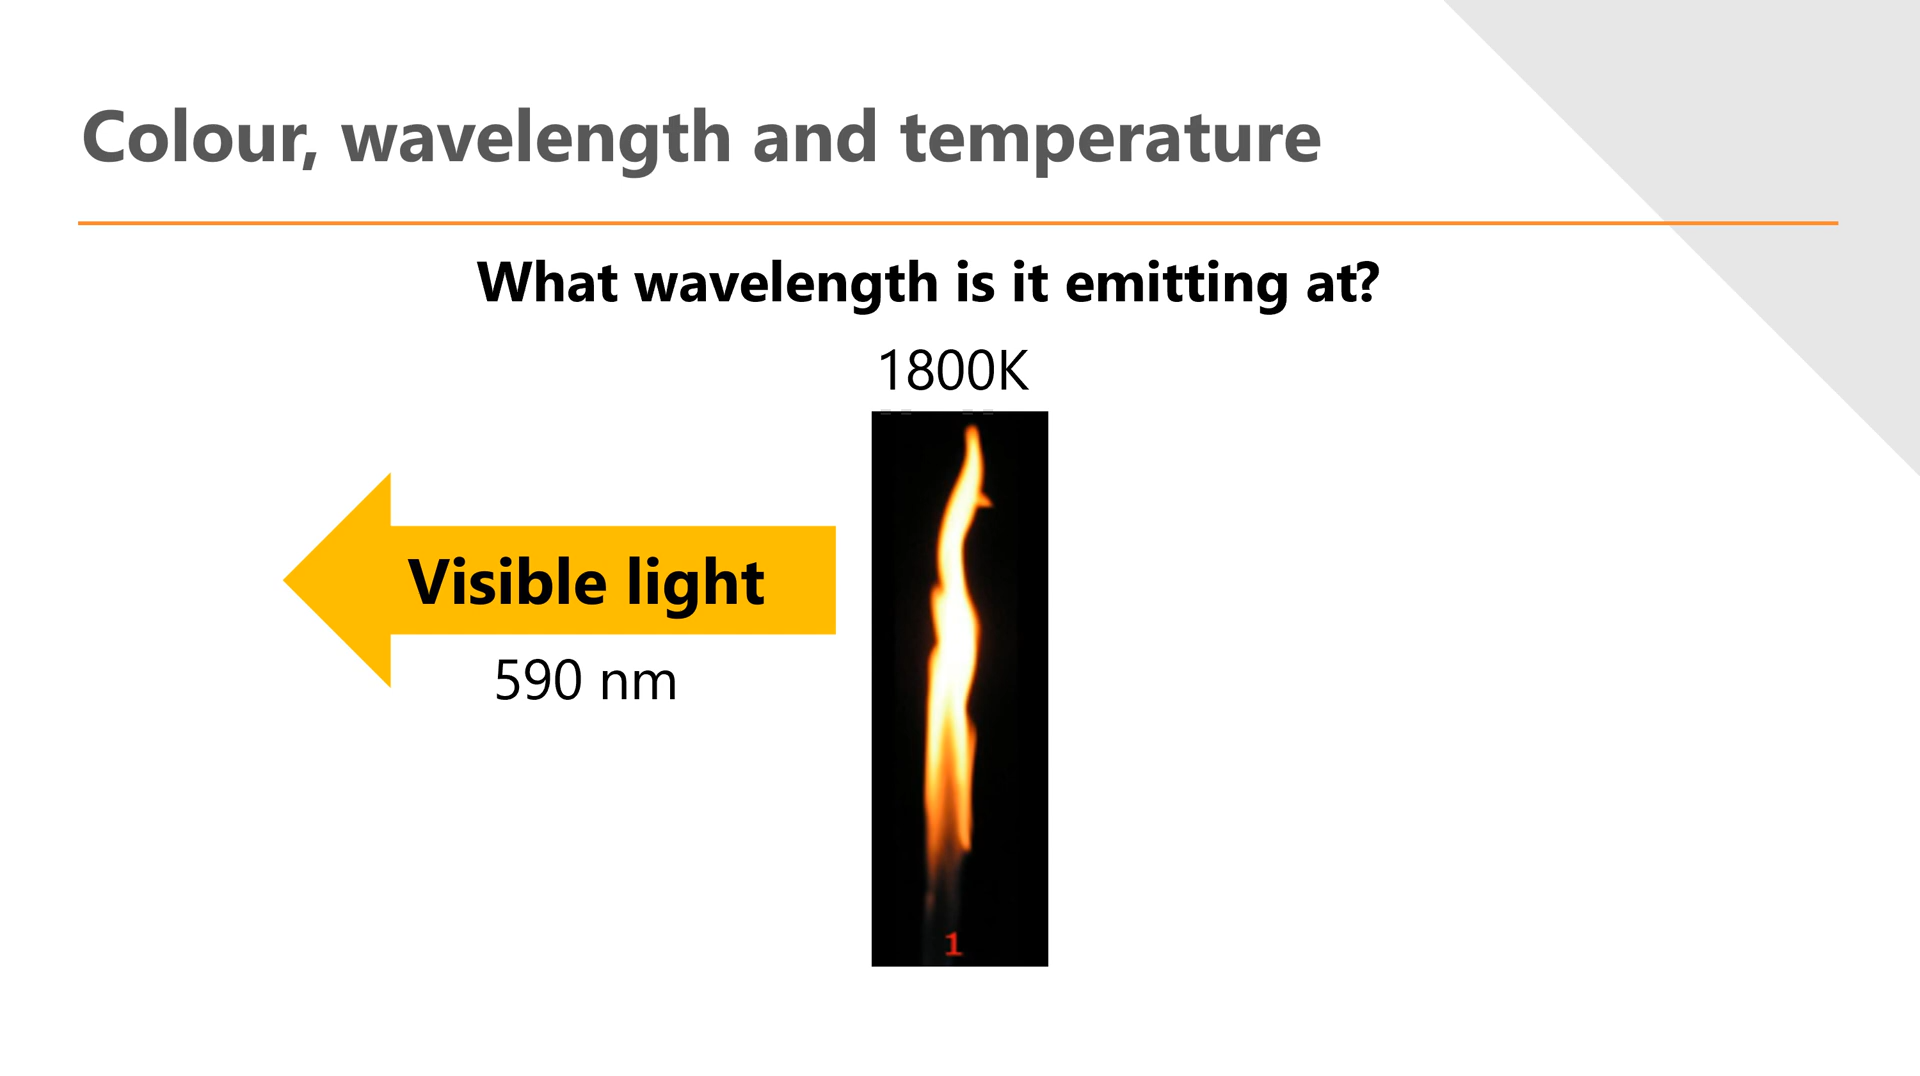 Colour, wavelength and temperature
What wavelength is it emitting at?
1800K
Visible light
590 nm
1